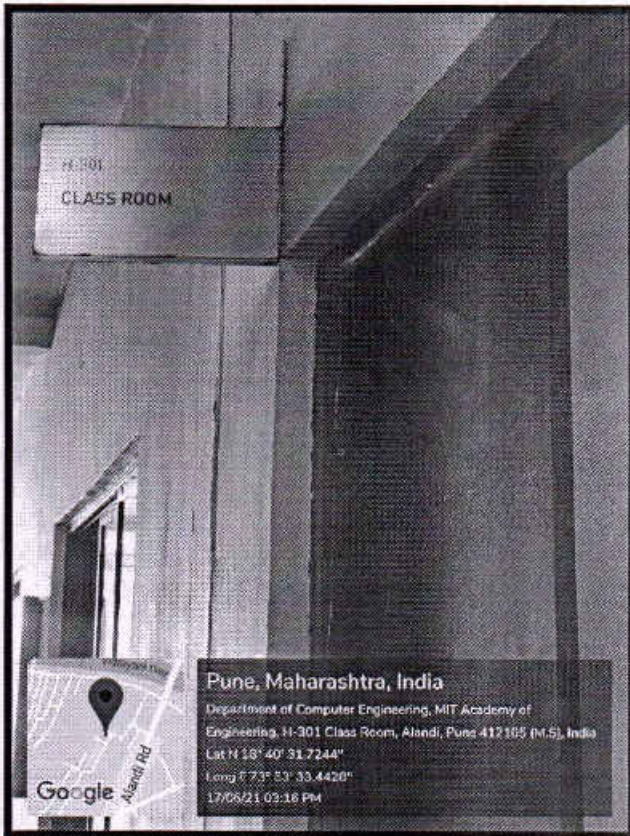 H-301
CLASS ROOM
Alandi Rd
Google
Pune, Maharashtra, India
Department of Computer Engineering, MIT Academy of
Engineering, H-301 Class Room, Alandi, Pune 412105 (M.S), India
Lat N 18° 40' 31.7244"
Long E 73° 53' 33.4428"
17/06/21 03:16 PM